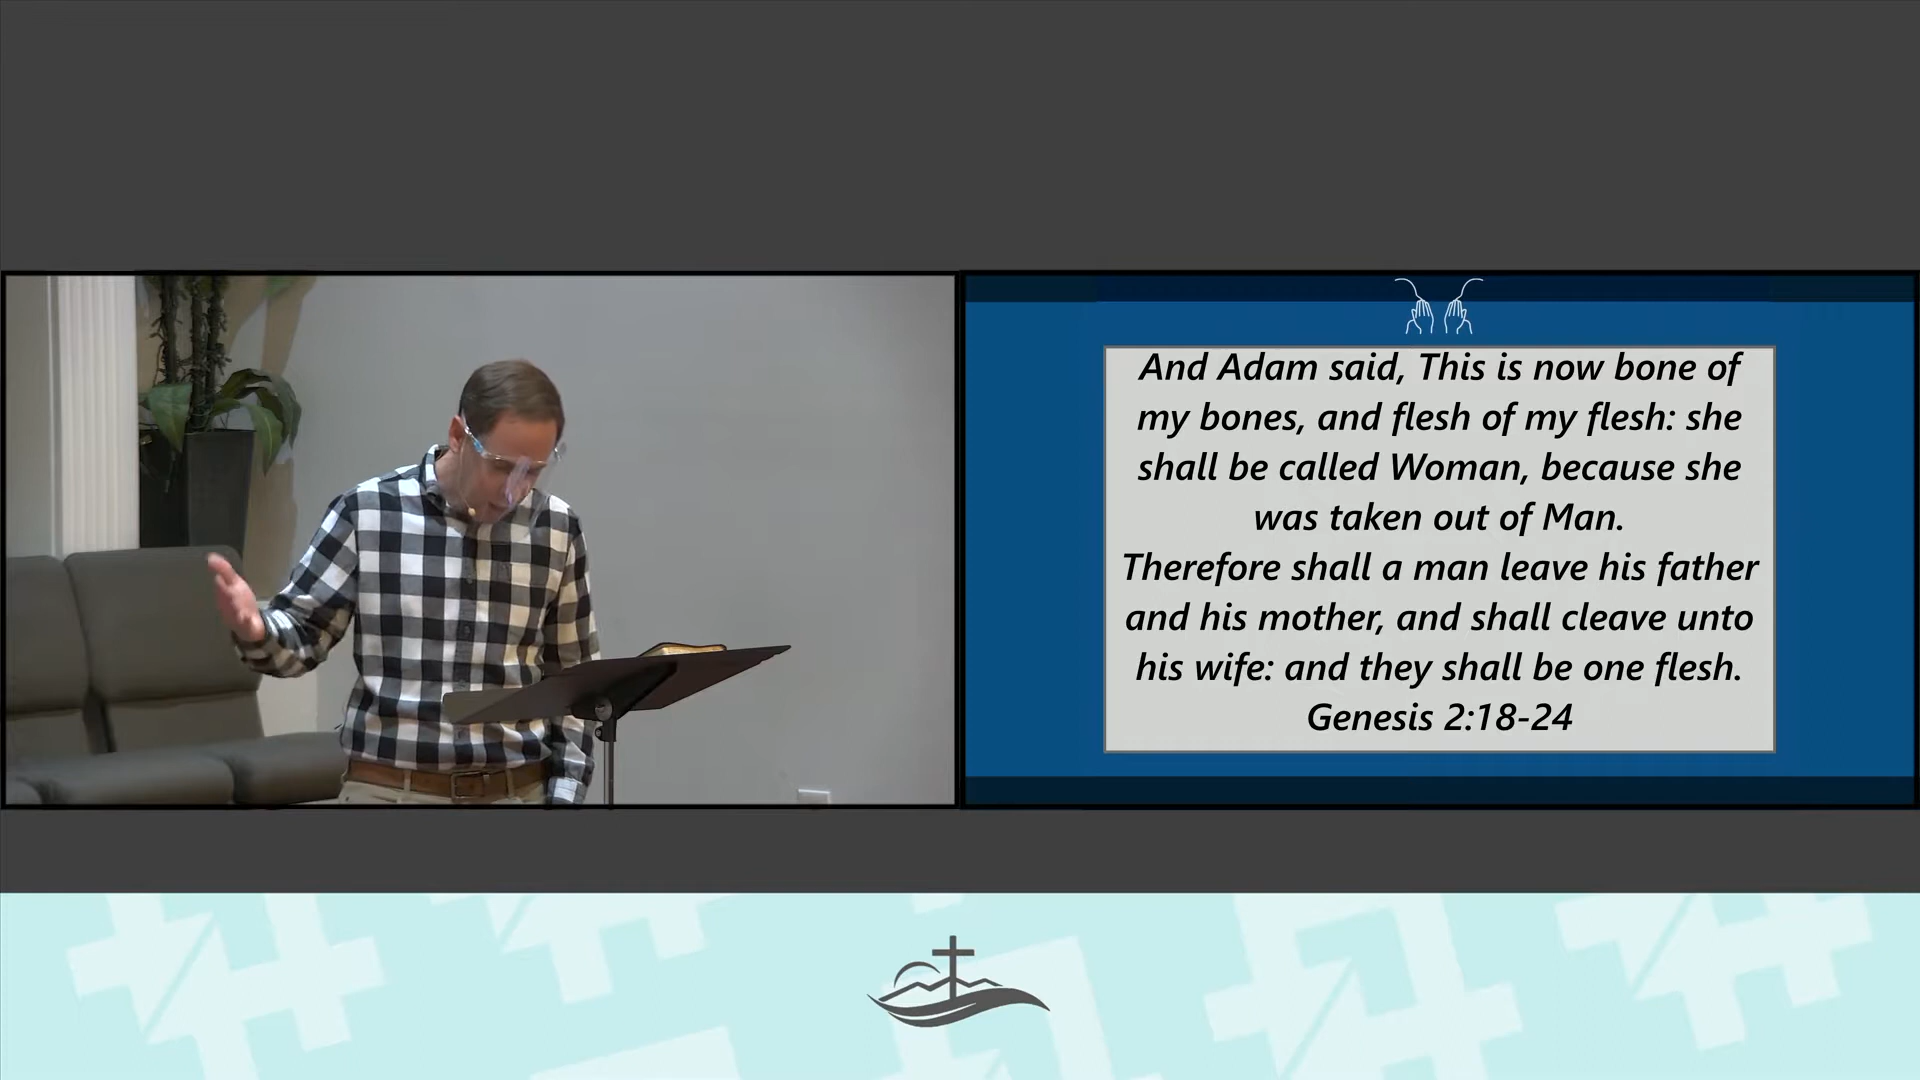 And Adam said, This is now bone of
my bones, and flesh of my flesh: she
shall be called Woman, because she
was taken out of Man.
Therefore shall a man leave his father
and his mother, and shall cleave unto
his wife: and they shall be one flesh.
Genesis 2:18-24